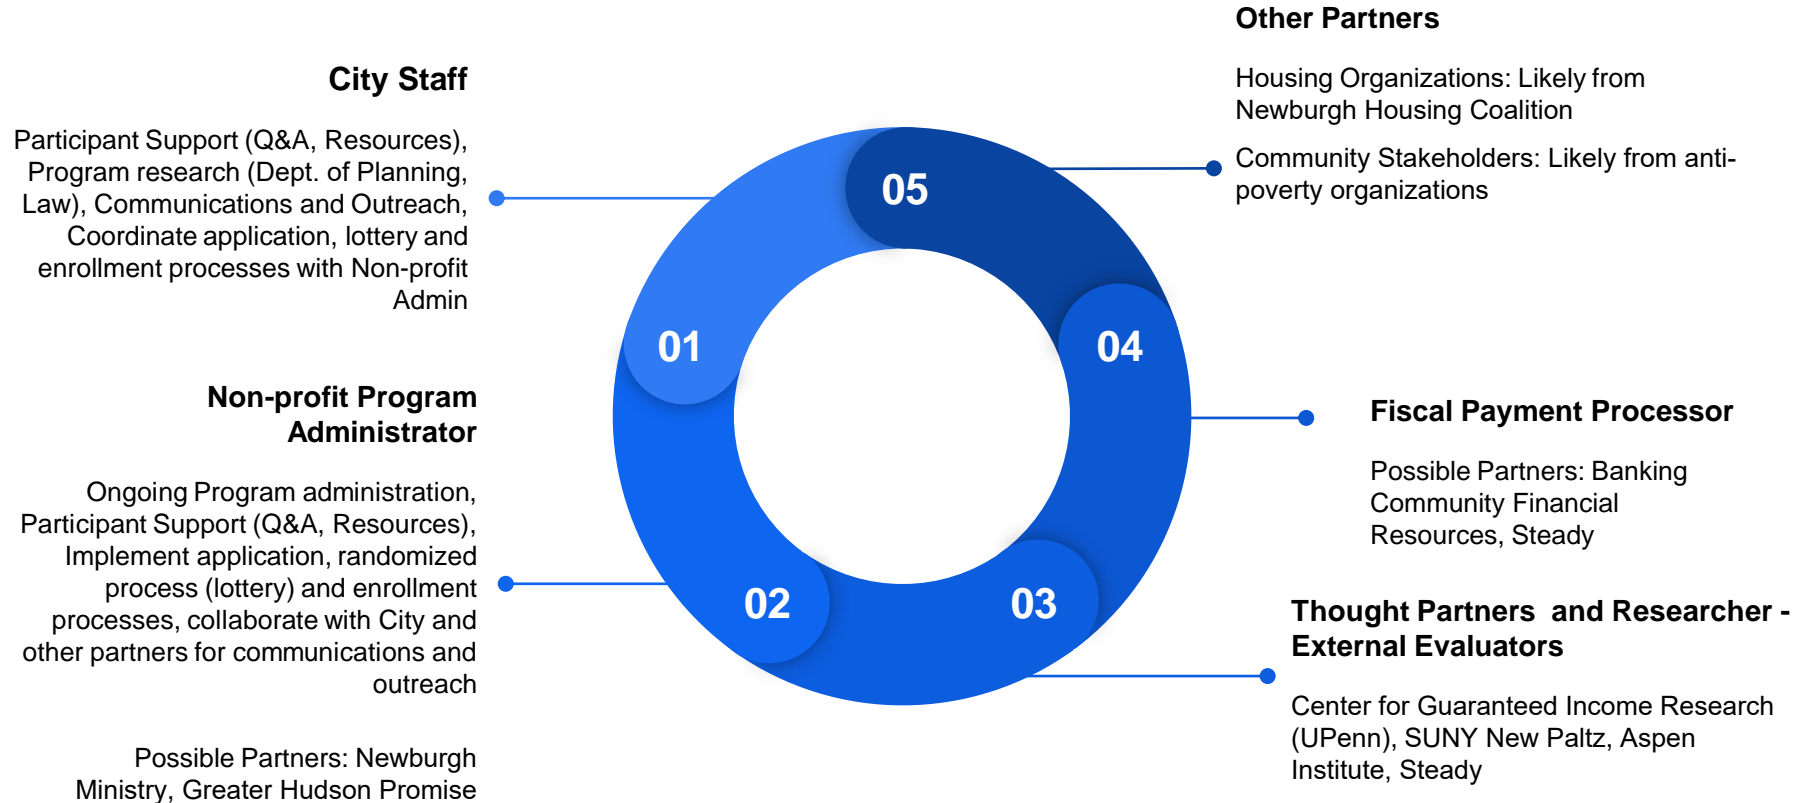 City Staff
Participant Support (Q&A, Resources),
Program research (Dept. of Planning,
Law), Communications and Outreach,
Coordinate application, lottery and
enrollment processes with Non-profit
Admin
01
Non-profit Program
Administrator
Ongoing Program administration,
Participant Support (Q&A, Resources),
Implement application, randomized
process (lottery) and enrollment
processes, collaborate with City and
other partners for communications and
outreach
Possible Partners: Newburgh
Ministry, Greater Hudson Promise
02
03
Thought Partners and Researcher -
External Evaluators
Center for Guaranteed Income Research
(UPenn), SUNY New Paltz, Aspen
Institute, Steady
04
Fiscal Payment Processor
Possible Partners: Banking
Community Financial
Resources, Steady
05
Other Partners
Housing Organizations: Likely from
Newburgh Housing Coalition
Community Stakeholders: Likely from anti-
poverty organizations